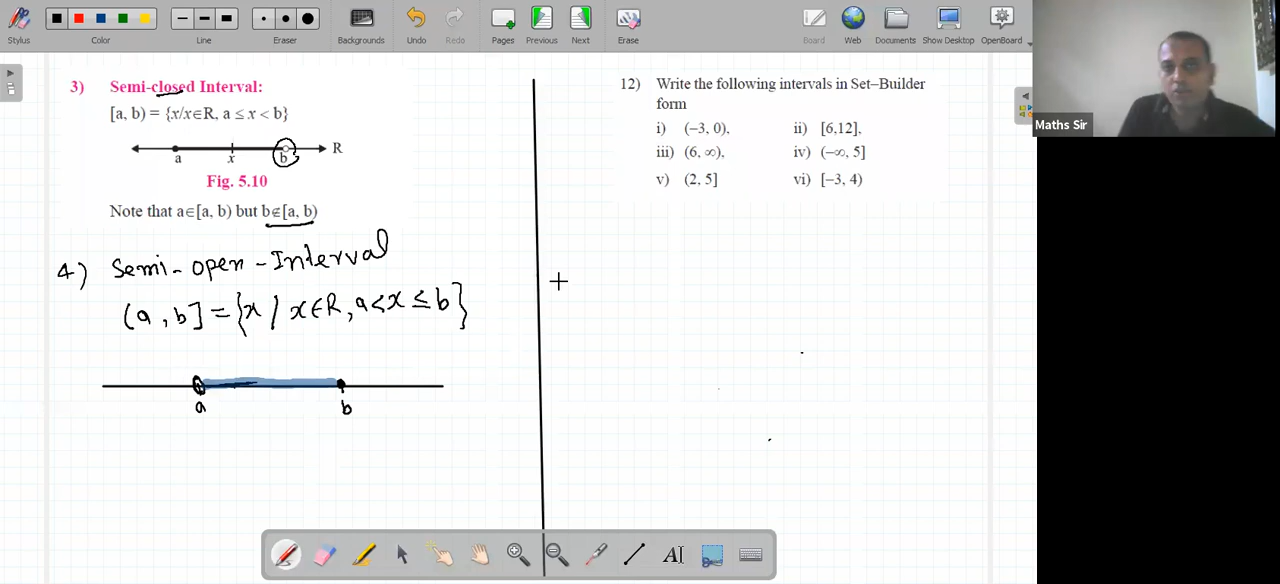 Stylus
Color
Line
Eraser
Backgrounds
Undo
Redo
Pages
Previous
Next
Erase
Board
Web
Documents
Show Desktop
OpenBoard
Maths Sir
3) Semi-closed Interval:
[a, b) = {x/x∈R, a ≤ x < b}
a x b R
Fig. 5.10
Note that a∈[a, b) but b∉[a, b)
4) Semi-open-Interval
(a, b] = {x / x∈R, a<x ≤ b}
a b
12) Write the following intervals in Set–Builder
form
i) (−3, 0), ii) [6,12],
iii) (6, ∞), iv) (−∞, 5]
v) (2, 5] vi) [−3, 4)